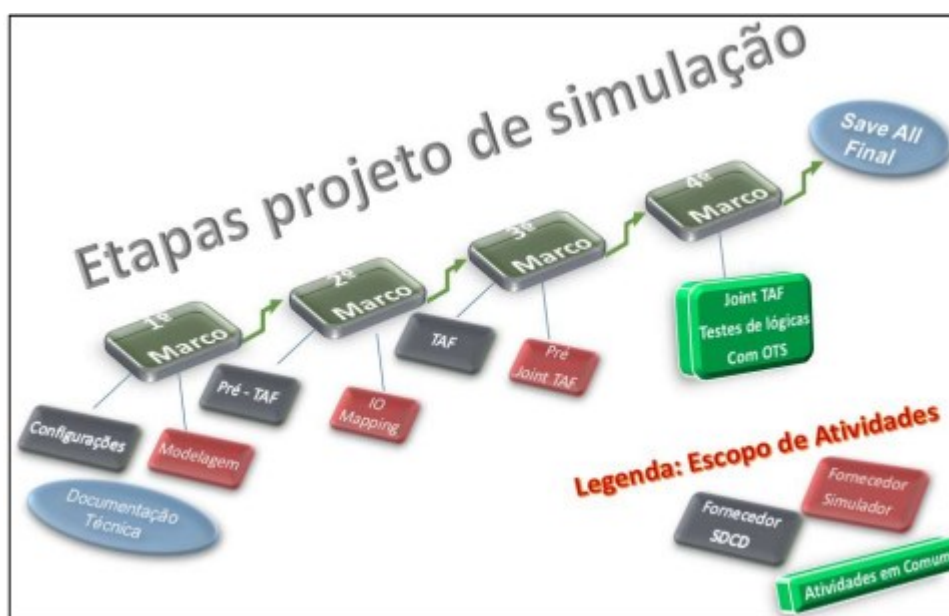 Etapas projeto de simulação
Save All
Final
1º
Marco
2º
Marco
3º
Marco
4º
Marco
Configurações
Modelagem
Pré - TAF
IO
Mapping
TAF
Pré
Joint TAF
Joint TAF
Testes de lógicas
Com OTS
Documentação
Técnica
Legenda: Escopo de Atividades
Fornecedor
SDCD
Fornecedor
Simulador
Atividades em Comum